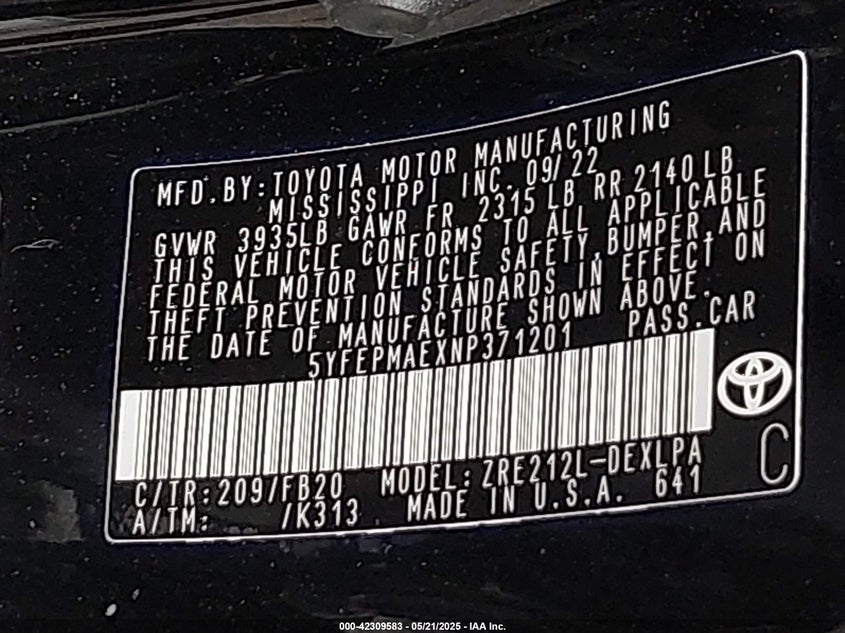 MFD.BY:TOYOTA MOTOR MANUFACTURING
MISSISSIPPI INC. 09/22
GVWR 3935LB GAWR FR 2315 LB RR 2140LB
THIS VEHICLE CONFORMS TO ALL APPLICABLE
FEDERAL MOTOR VEHICLE SAFETY,BUMPER,AND
THEFT PREVENTION STANDARDS IN EFFECT ON
THE DATE OF MANUFACTURE SHOWN ABOVE.
5YFEPMAEXNP371201 PASS.CAR
C/TR:209/FB20 MODEL:ZRE212L-DEXLPA
A/TM: /K313 MADE IN U.S.A. 641
C
000-42309583 - 05/21/2025 - IAA Inc.